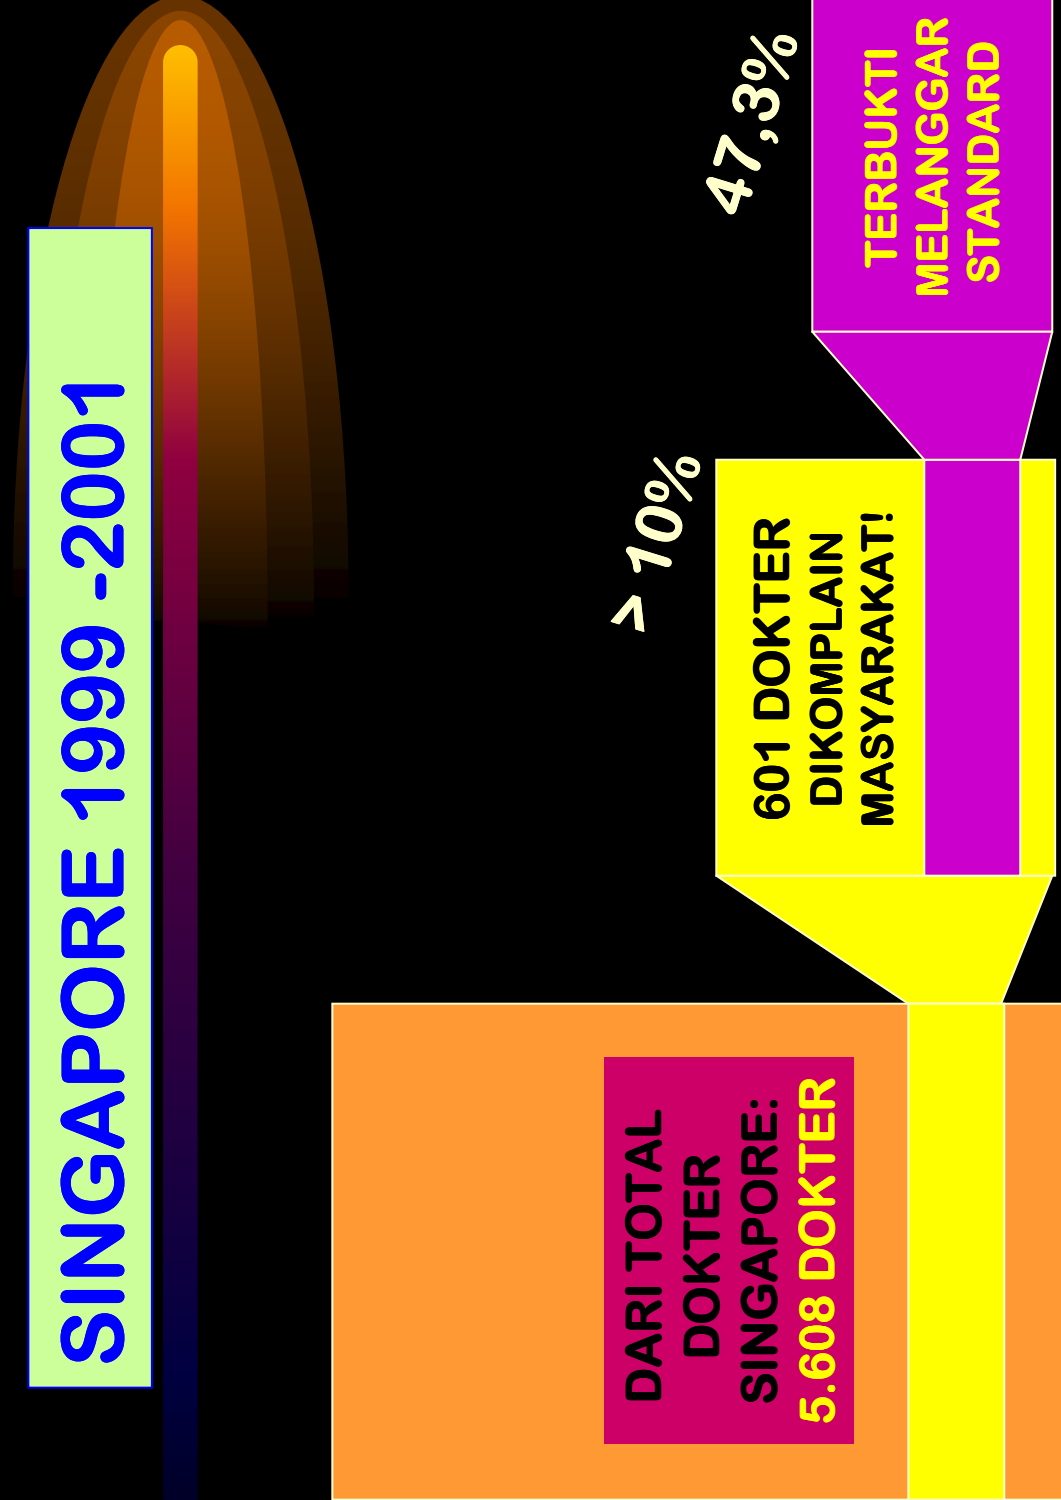 SINGAPORE 1999 -2001
DARI TOTAL
DOKTER
SINGAPORE:
5.608 DOKTER
> 10%
601 DOKTER
DIKOMPLAIN
MASYARAKAT!
47,3%
TERBUKTI
MELANGGAR
STANDARD